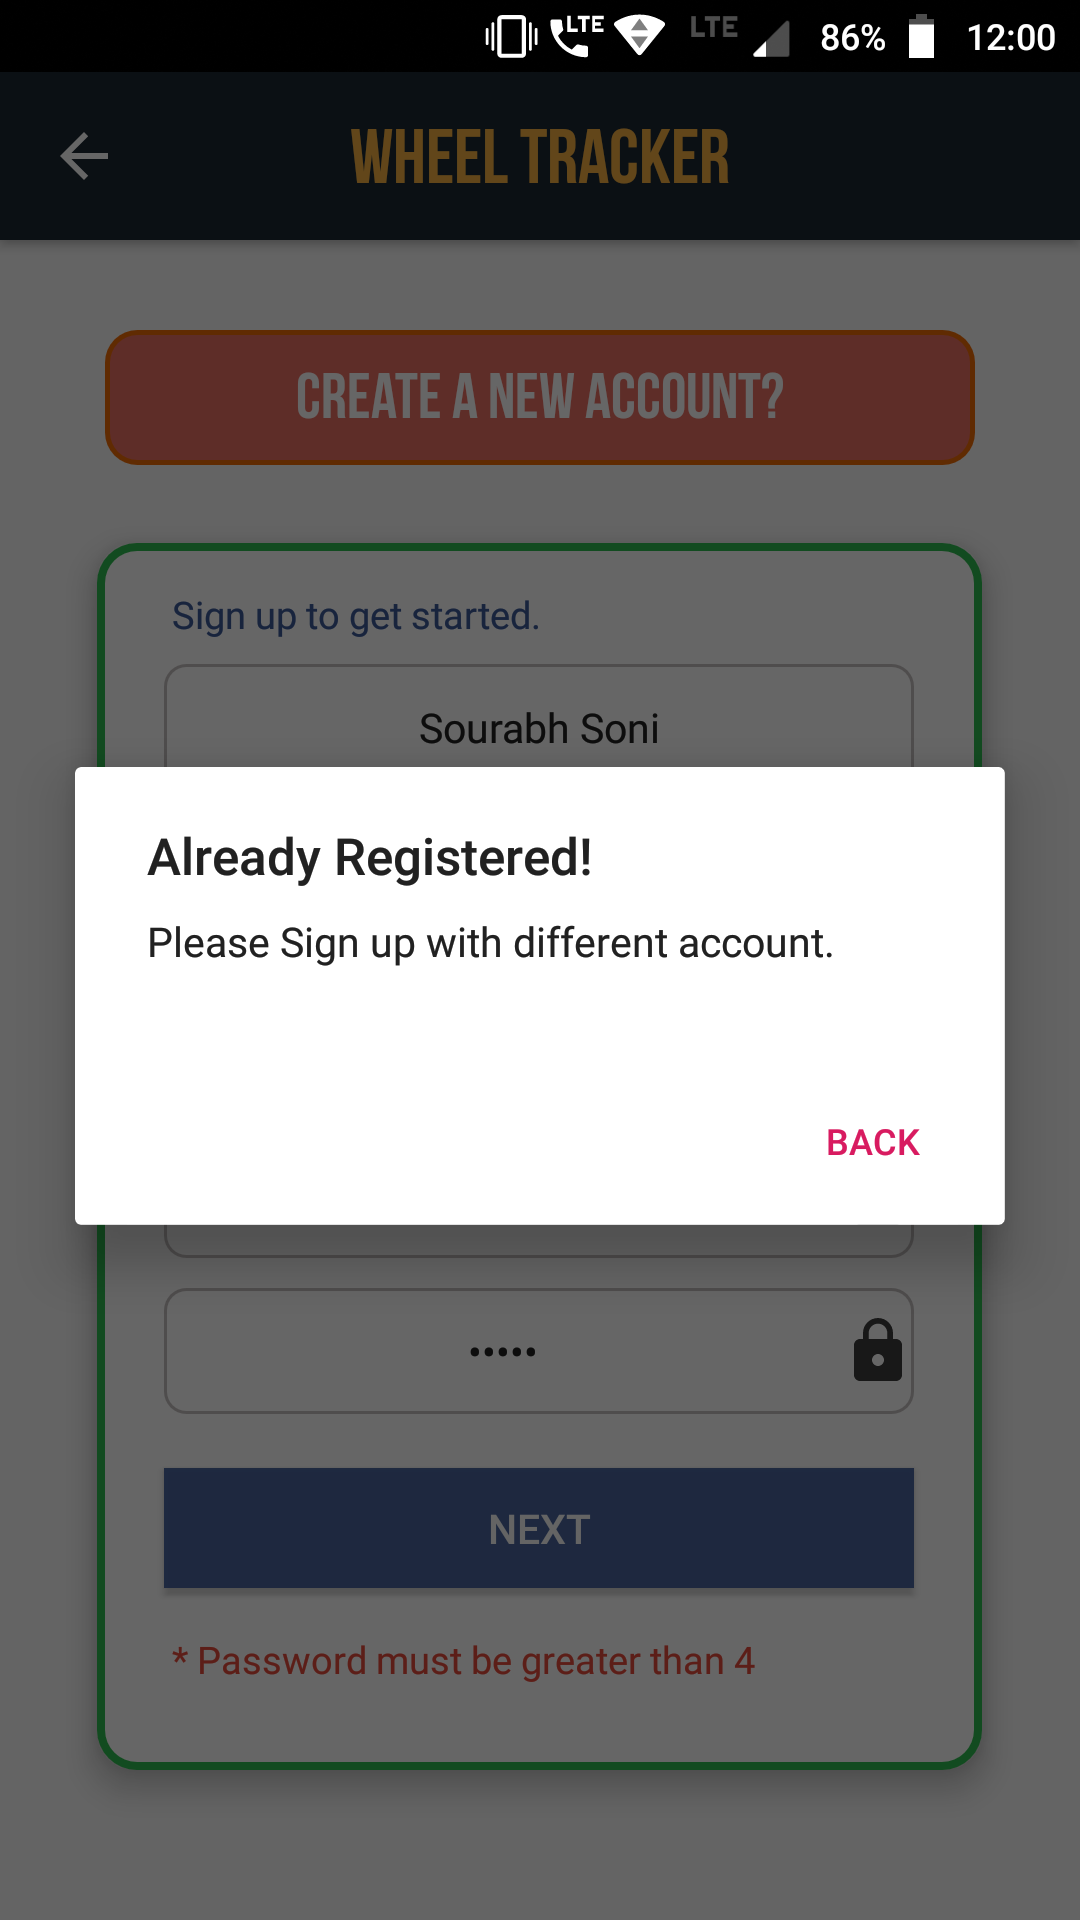 LTE LTE 86% 12:00
WHEEL TRACKER
CREATE A NEW ACCOUNT?
Sign up to get started.
Sourabh Soni
Already Registered!
Please Sign up with different account.
BACK
•••••
NEXT
* Password must be greater than 4